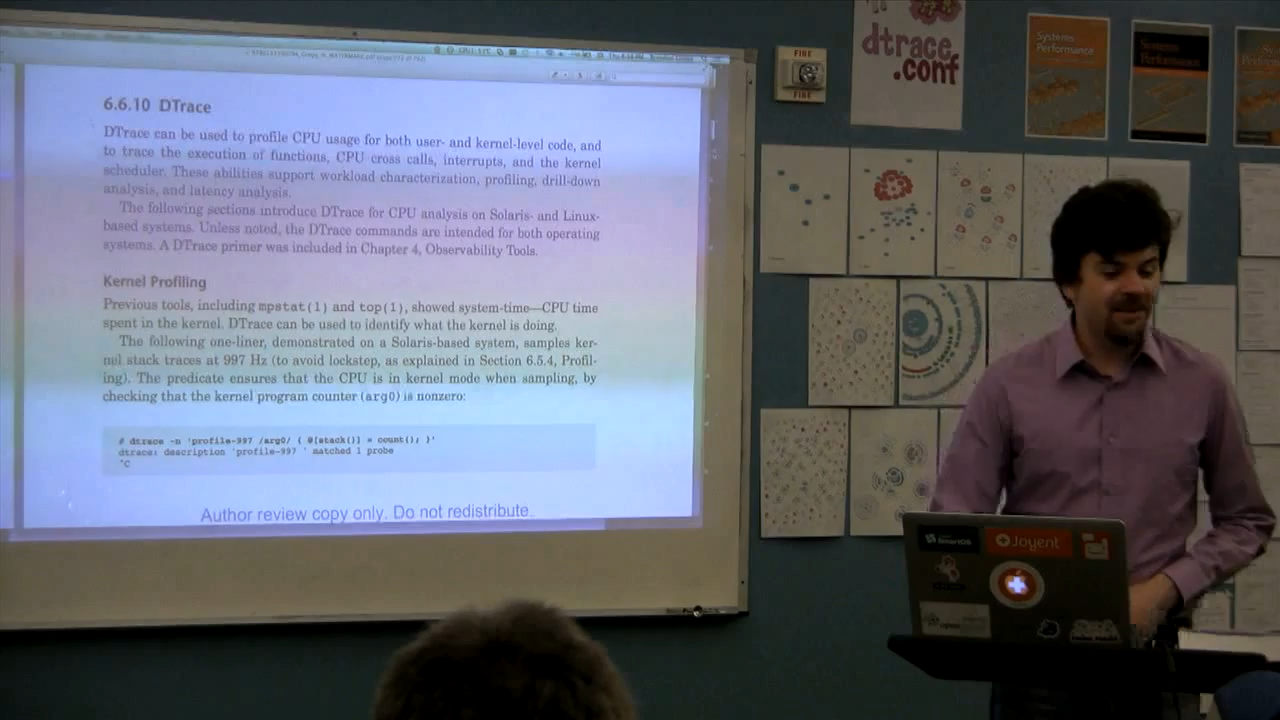 6.6.10 DTrace
DTrace can be used to profile CPU usage for both user- and kernel-level code, and
to trace the execution of functions, CPU cross calls, interrupts, and the kernel
scheduler. These abilities support workload characterization, profiling, drill-down
analysis, and latency analysis.
The following sections introduce DTrace for CPU analysis on Solaris- and Linux-
based systems. Unless noted, the DTrace commands are intended for both operating
systems. A DTrace primer was included in Chapter 4, Observability Tools.
Kernel Profiling
Previous tools, including mpstat(1) and top(1), showed system-time—CPU time
spent in the kernel. DTrace can be used to identify what the kernel is doing.
The following one-liner, demonstrated on a Solaris-based system, samples ker-
nel stack traces at 997 Hz (to avoid lockstep, as explained in Section 6.5.4, Profil-
ing). The predicate ensures that the CPU is in kernel mode when sampling, by
checking that the kernel program counter (arg0) is nonzero:
# dtrace -n 'profile-997 /arg0/ { @[stack()] = count(); }'
dtrace: description 'profile-997 ' matched 1 probe
^C
Author review copy only. Do not redistribute.
FIRE
FIRE
dtrace
.conf
Systems
Performance
Systems
Performance
SmartOS
Joyent